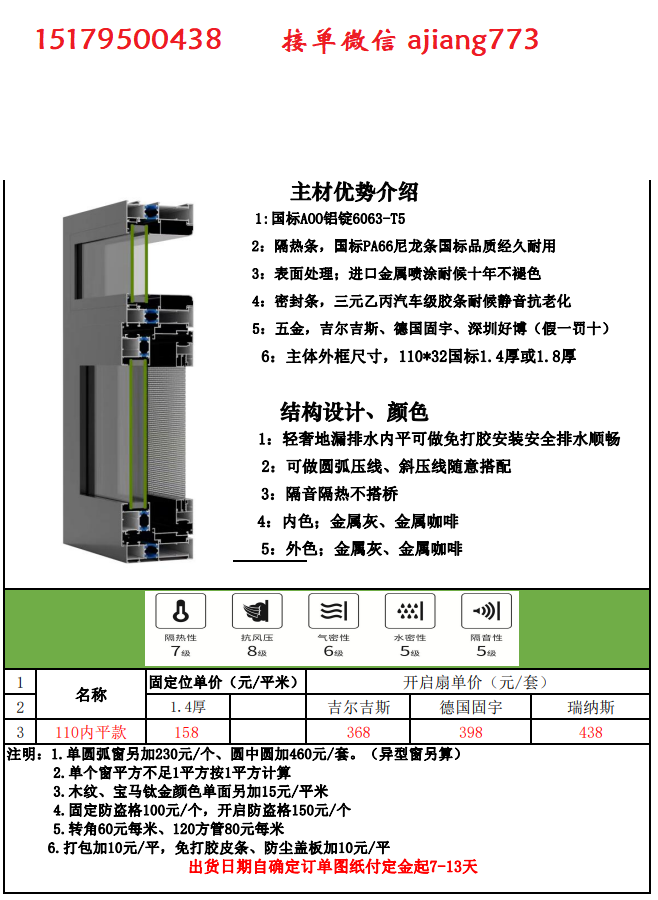 15179500438 接单微信 ajiang773
主材优势介绍
1:国标A00铝锭6063-T5
2：隔热条，国标PA66尼龙条国标品质经久耐用
3：表面处理；进口金属喷涂耐候十年不褪色
4：密封条，三元乙丙汽车级胶条耐候静音抗老化
5：五金，吉尔吉斯、德国固宇、深圳好博（假一罚十）
6：主体外框尺寸，110*32国标1.4厚或1.8厚
结构设计、颜色
1：轻奢地漏排水内平可做免打胶安装安全排水顺畅
2：可做圆弧压线、斜压线随意搭配
3：隔音隔热不搭桥
4：内色；金属灰、金属咖啡
5：外色；金属灰、金属咖啡
隔热性 抗风压 气密性 水密性 隔音性
7级 8级 6级 5级 5级
1 名称 固定位单价（元/平米） 开启扇单价（元/套）
2 1.4厚 吉尔吉斯 德国固宇 瑞纳斯
3 110内平款 158 368 398 438
注明：1.单圆弧窗另加230元/个、圆中圆加460元/套。（异型窗另算）
2.单个窗平方不足1平方按1平方计算
3.木纹、宝马钛金颜色单面另加15元/平米
4.固定防盗格100元/个，开启防盗格150元/个
5.转角60元每米、120方管80元每米
6.打包加10元/平，免打胶皮条、防尘盖板加10元/平
出货日期自确定订单图纸付定金起7-13天